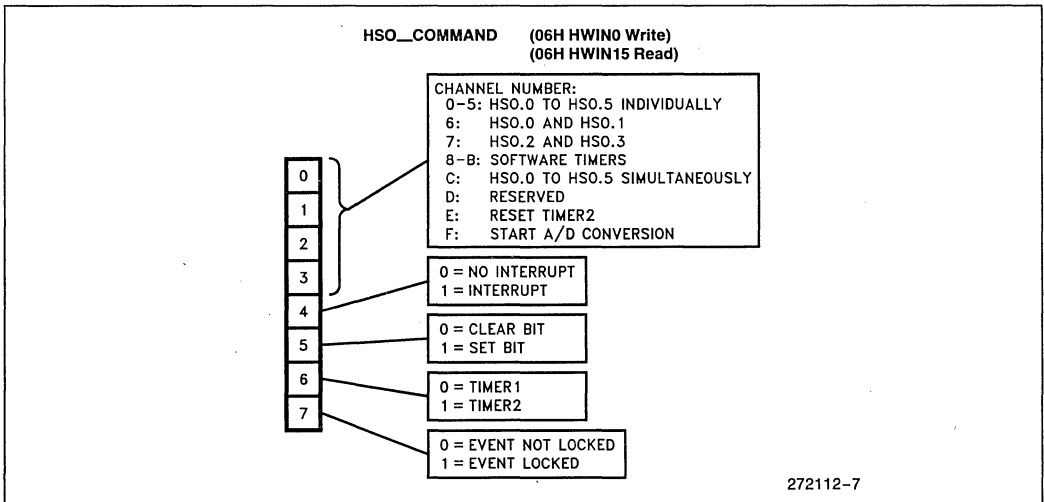 HSO__COMMAND (06H HWIN0 Write)
(06H HWIN15 Read)
CHANNEL NUMBER:
0-5: HSO.0 TO HSO.5 INDIVIDUALLY
6: HSO.0 AND HSO.1
7: HSO.2 AND HSO.3
8-B: SOFTWARE TIMERS
C: HSO.0 TO HSO.5 SIMULTANEOUSLY
D: RESERVED
E: RESET TIMER2
F: START A/D CONVERSION
0
1
2
3
4
5
6
7
0 = NO INTERRUPT
1 = INTERRUPT
0 = CLEAR BIT
1 = SET BIT
0 = TIMER1
1 = TIMER2
0 = EVENT NOT LOCKED
1 = EVENT LOCKED
272112-7